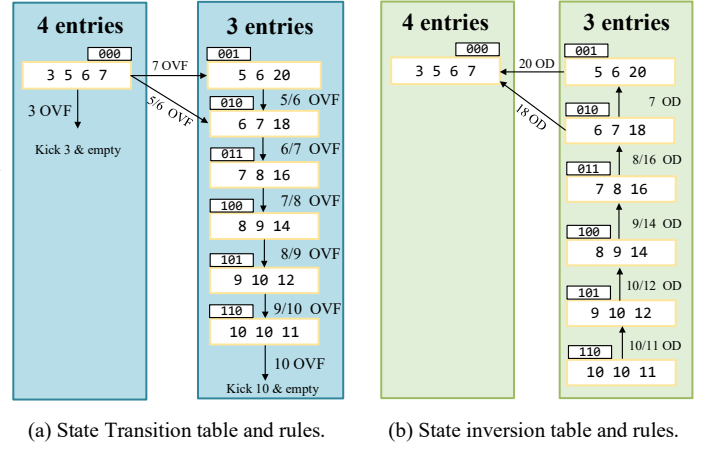 4 entries
000
3 5 6 7
7 OVF
5/6 OVF
3 OVF
Kick 3 & empty
3 entries
001
5 6 20
5/6 OVF
010
6 7 18
6/7 OVF
011
7 8 16
7/8 OVF
100
8 9 14
8/9 OVF
101
9 10 12
9/10 OVF
110
10 10 11
10 OVF
Kick 10 & empty
(a) State Transition table and rules.
4 entries
000
3 5 6 7
20 OD
18 OD
3 entries
001
5 6 20
7 OD
010
6 7 18
8/16 OD
011
7 8 16
9/14 OD
100
8 9 14
10/12 OD
101
9 10 12
10/11 OD
110
10 10 11
(b) State inversion table and rules.